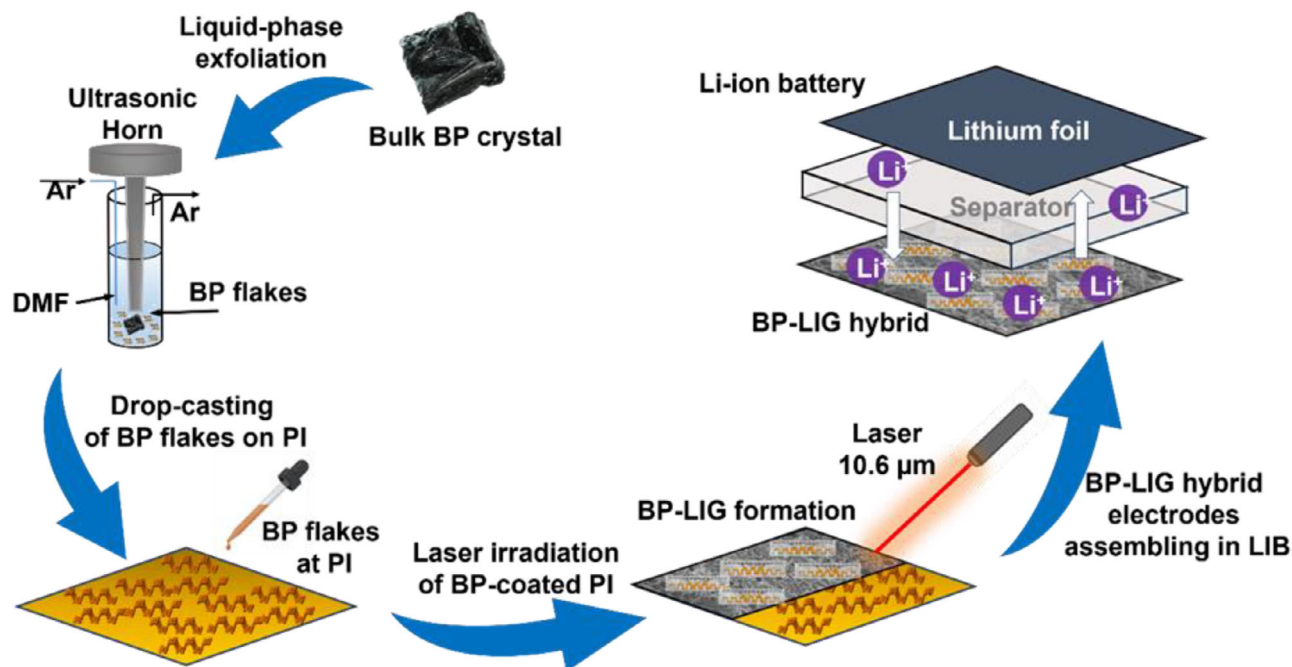 Liquid-phase
exfoliation
Bulk BP crystal
Ultrasonic
Horn
Ar
Ar
DMF
BP flakes
Drop-casting
of BP flakes on PI
BP flakes
at PI
Laser irradiation
of BP-coated PI
BP-LIG formation
Laser
10.6 µm
BP-LIG hybrid
electrodes
assembling in LIB
Li-ion battery
Lithium foil
Li⁺
Separator
Li⁺
Li⁺
Li⁺
Li⁺
Li⁺
BP-LIG hybrid